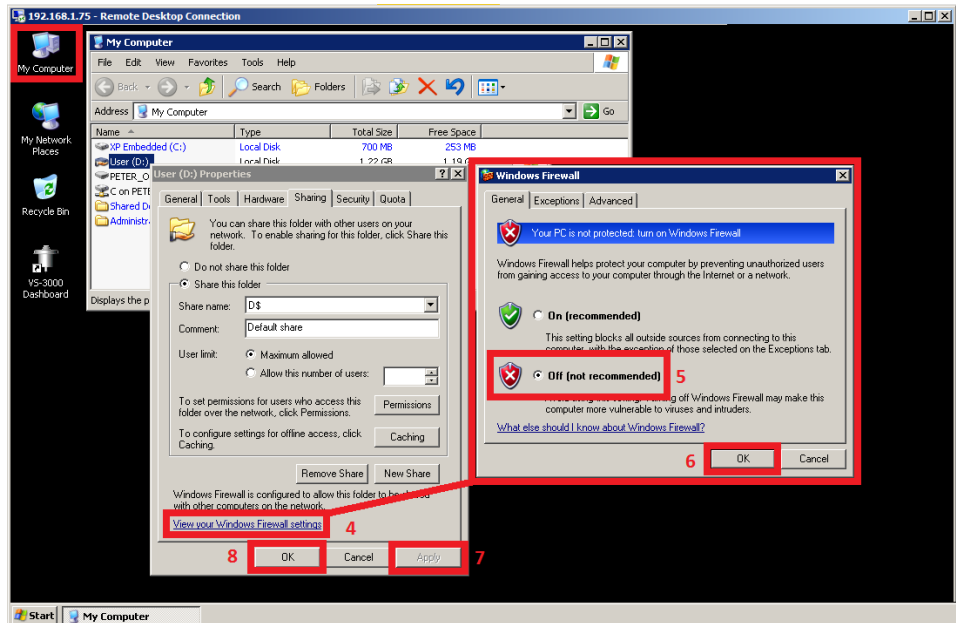 192.168.1.75 - Remote Desktop Connection
My Computer
My Network
Places
Recycle Bin
VS-3000
Dashboard
My Computer
File Edit View Favorites Tools Help
Back Search Folders
Address My Computer Go
Name Type Total Size Free Space
XP Embedded (C:) Local Disk 700 MB 253 MB
User (D:) Local Disk 1.22 GB 1.19
PETER_O
C on PETE
Shared D
Administr
Displays the p
User (D:) Properties
General Tools Hardware Sharing Security Quota
You can share this folder with other users on your
network. To enable sharing for this folder, click Share this
folder.
Do not share this folder
Share this folder
Share name: D$
Comment: Default share
User limit: Maximum allowed
Allow this number of users:
To set permissions for users who access this
folder over the network, click Permissions.
Permissions
To configure settings for offline access, click
Caching.
Caching
Remove Share New Share
Windows Firewall is configured to allow this folder to be shared
with other computers on the network.
View your Windows Firewall settings
4
8 OK Cancel Apply 7
Windows Firewall
General Exceptions Advanced
Your PC is not protected: turn on Windows Firewall
Windows Firewall helps protect your computer by preventing unauthorized users
from gaining access to your computer through the Internet or a network.
On (recommended)
This setting blocks all outside sources from connecting to this
computer, with the exception of those selected on the Exceptions tab.
Off (not recommended) 5
off Windows Firewall may make this
computer more vulnerable to viruses and intruders.
What else should I know about Windows Firewall?
6 OK Cancel
Start My Computer